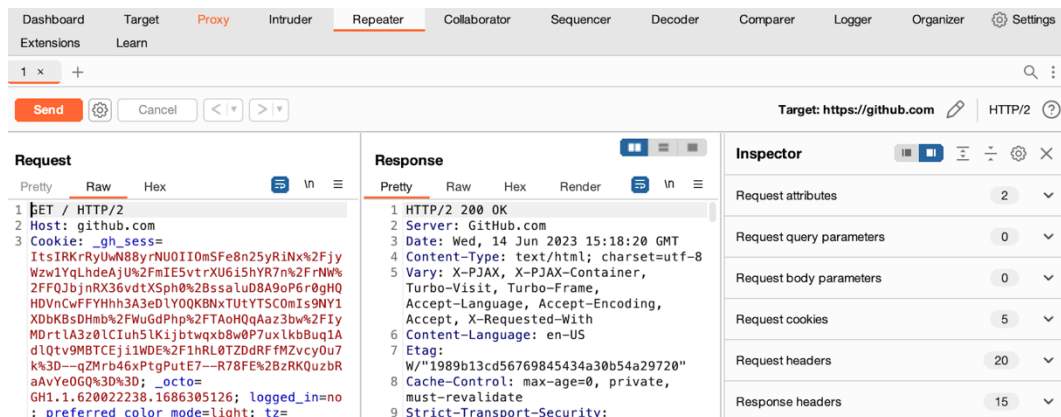 Dashboard Target Proxy Intruder Repeater Collaborator Sequencer Decoder Comparer Logger Organizer Settings
Extensions Learn
1 × +
Send Cancel < > Target: https://github.com HTTP/2 ?
Request
Pretty Raw Hex \n
1 GET / HTTP/2
2 Host: github.com
3 Cookie: _gh_sess=
ItsIRKrRyUwN88yrNUOIIOmSFe8n25yRiNx%2Fjy
Wzw1YqLhdeAjU%2FmIE5vtrXU6i5hYR7n%2FrNW%
2FFQJbjnRX36vdtXSph0%2BssaluD8A9oP6r0gHQ
HDVnCwFFYHhh3A3eDlYOQKBNxTUtYTSCOmIs9NY1
XDbKBsDHmb%2FWuGdPhp%2FTAoHQqAaz3bw%2FIy
MDrtlA3z0lCIuh5lKijbtwqxb8w0P7uxlkbBuq1A
dlQtv9MBTCEji1WDE%2F1hRL0TZDdRFfMZvcyOu7
k%3D--qZMrb46xPtgPutE7--R78FE%2BzRKQuzbR
aAvYeOGQ%3D%3D; _octo=
GH1.1.620022238.1686305126; logged_in=no
; preferred_color_mode=light; tz=
Response
Pretty Raw Hex Render \n
1 HTTP/2 200 OK
2 Server: GitHub.com
3 Date: Wed, 14 Jun 2023 15:18:20 GMT
4 Content-Type: text/html; charset=utf-8
5 Vary: X-PJAX, X-PJAX-Container,
Turbo-Visit, Turbo-Frame,
Accept-Language, Accept-Encoding,
Accept, X-Requested-With
6 Content-Language: en-US
7 Etag:
W/"1989b13cd56769845434a30b54a29720"
8 Cache-Control: max-age=0, private,
must-revalidate
9 Strict-Transport-Security:
Inspector
Request attributes 2
Request query parameters 0
Request body parameters 0
Request cookies 5
Request headers 20
Response headers 15